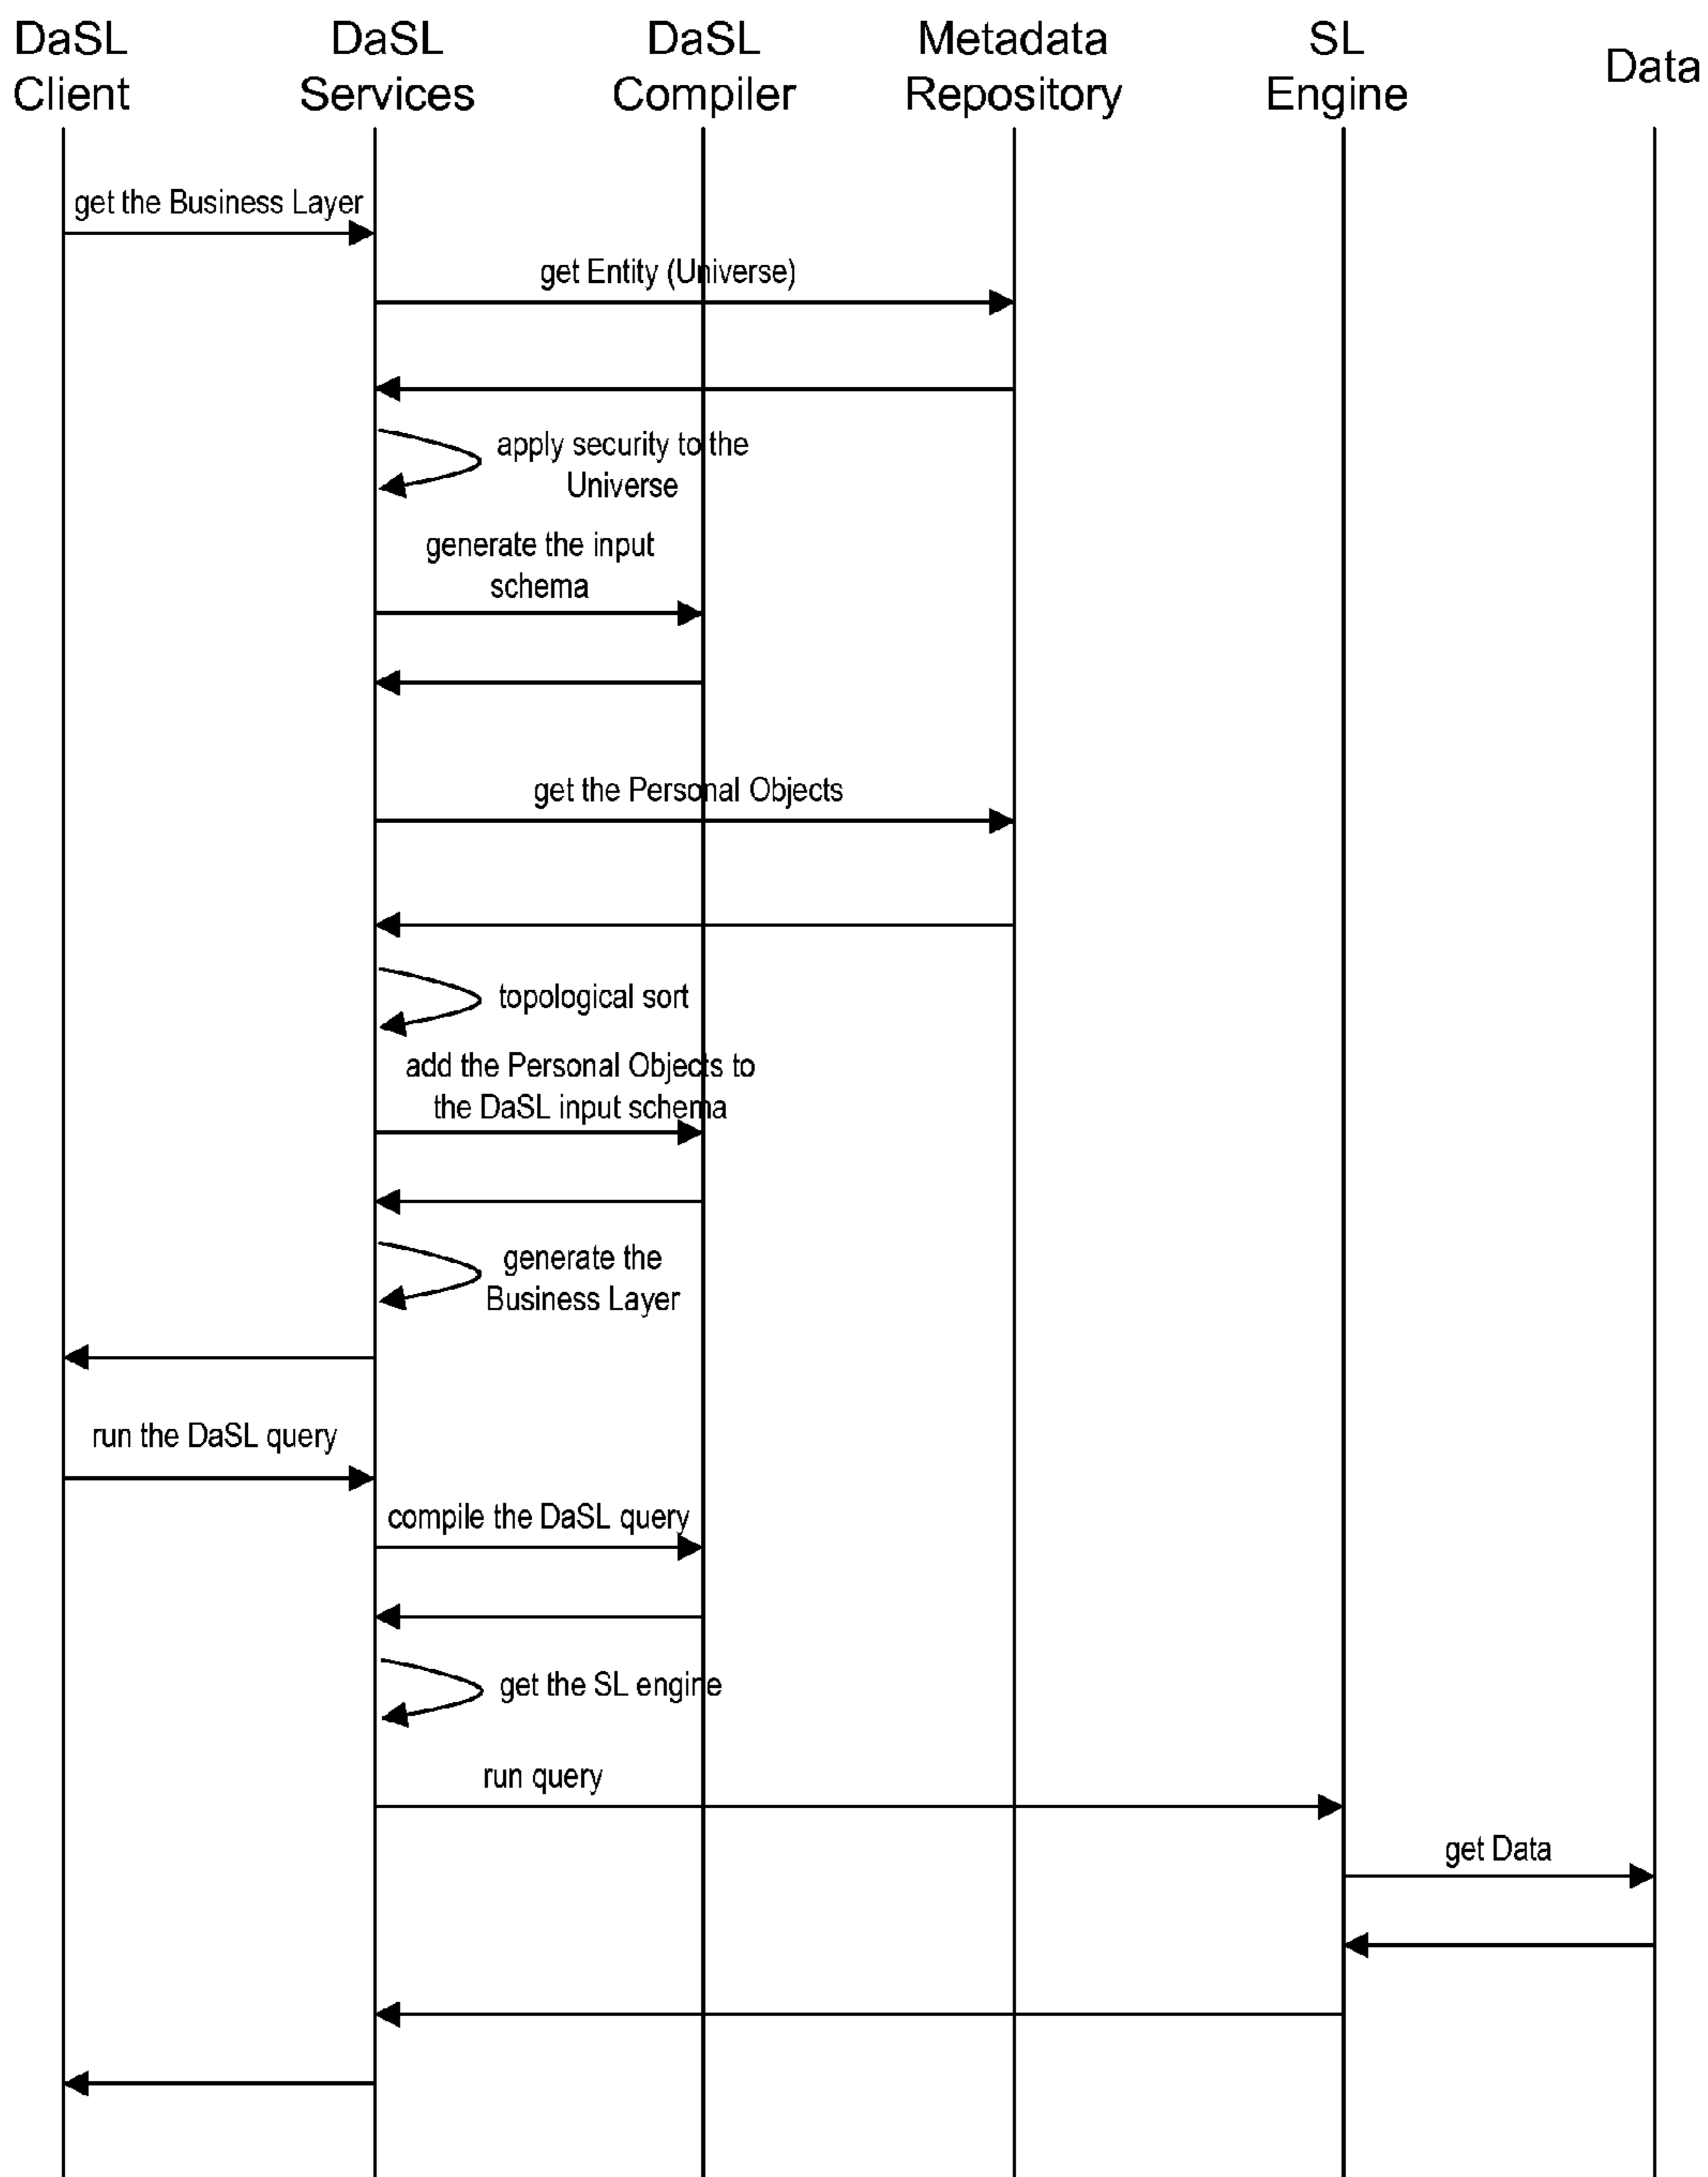 DaSL
Client
DaSL
Services
DaSL
Compiler
Metadata
Repository
SL
Engine
Data
get the Business Layer
get Entity (Universe)
apply security to the
Universe
generate the input
schema
get the Personal Objects
topological sort
add the Personal Objects to
the DaSL input schema
generate the
Business Layer
run the DaSL query
compile the DaSL query
get the SL engine
run query
get Data